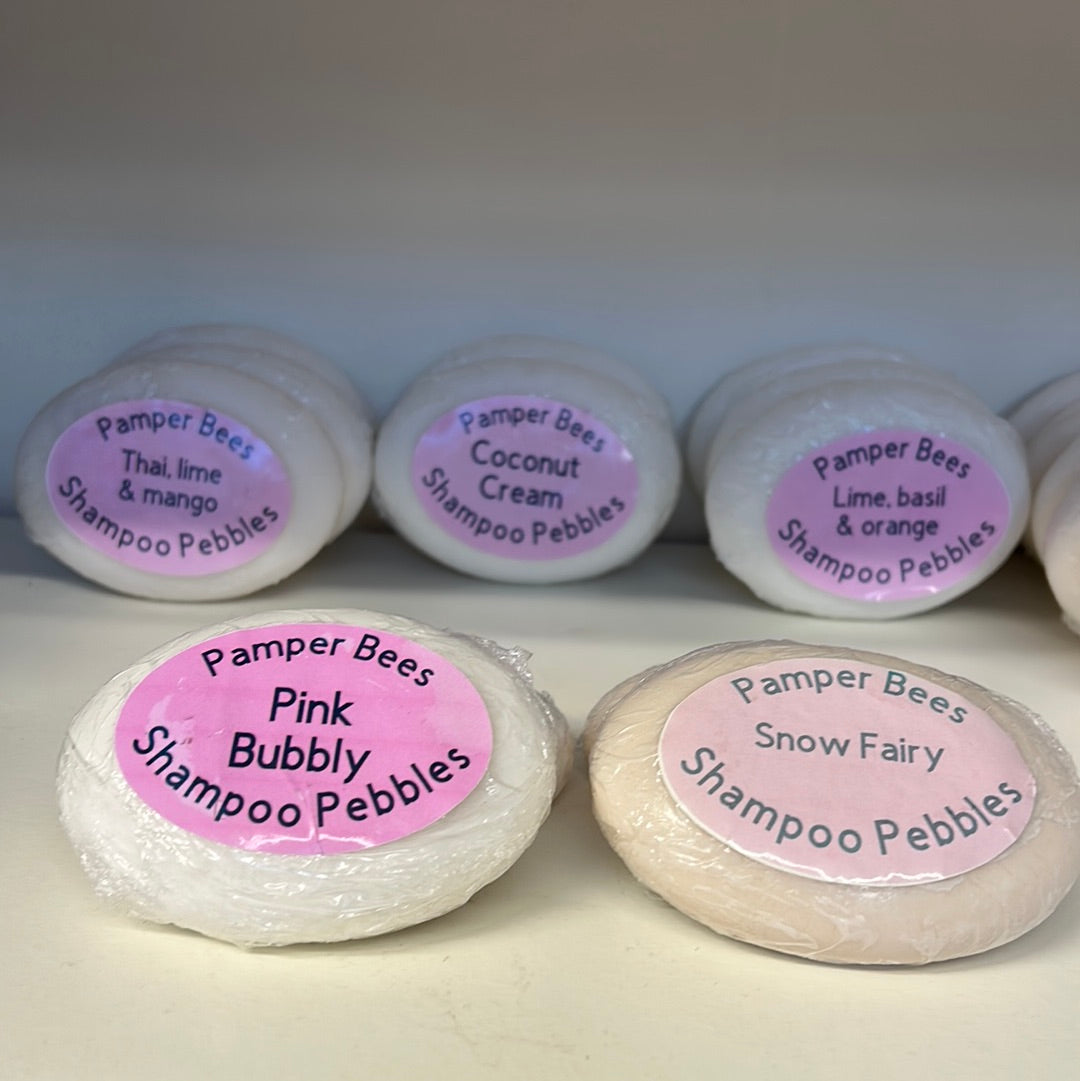 Pamper Bees
Thai, lime
& mango
Shampoo Pebbles
Pamper Bees
Coconut
Cream
Shampoo Pebbles
Pamper Bees
Lime, basil
& orange
Shampoo Pebbles
Pamper Bees
Pink
Bubbly
Shampoo Pebbles
Pamper Bees
Snow Fairy
Shampoo Pebbles